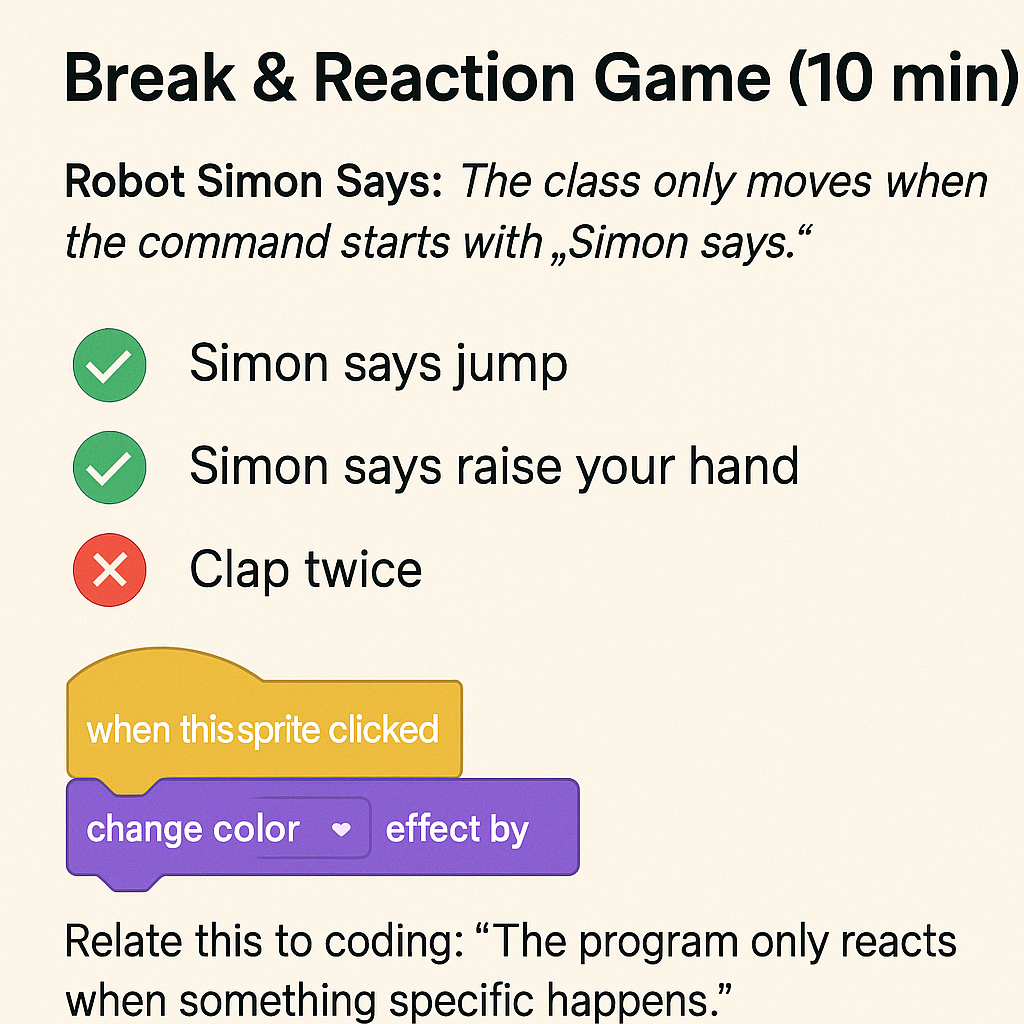 Break & Reaction Game (10 min)
Robot Simon Says: The class only moves when
the command starts with „Simon says.“
Simon says jump
Simon says raise your hand
Clap twice
when this sprite clicked
change color effect by
Relate this to coding: “The program only reacts
when something specific happens.”